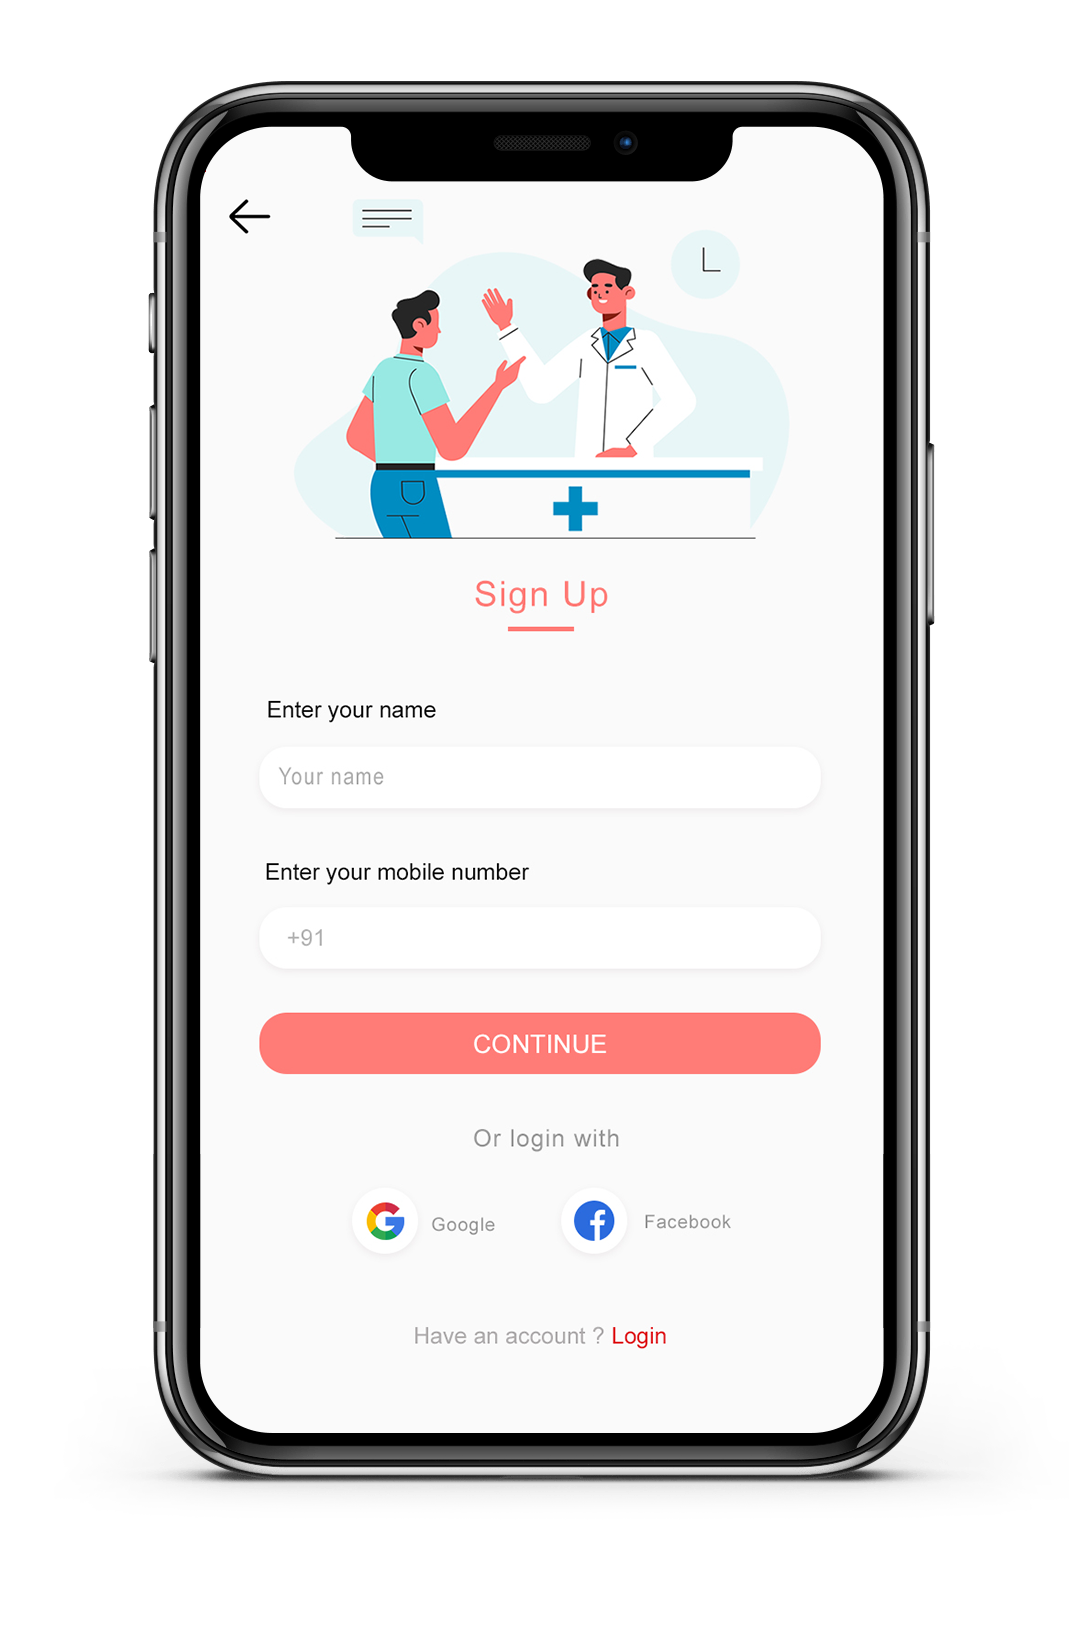 Sign Up
Enter your name
Your name
Enter your mobile number
+91
CONTINUE
Or login with
Google
Facebook
Have an account ? Login